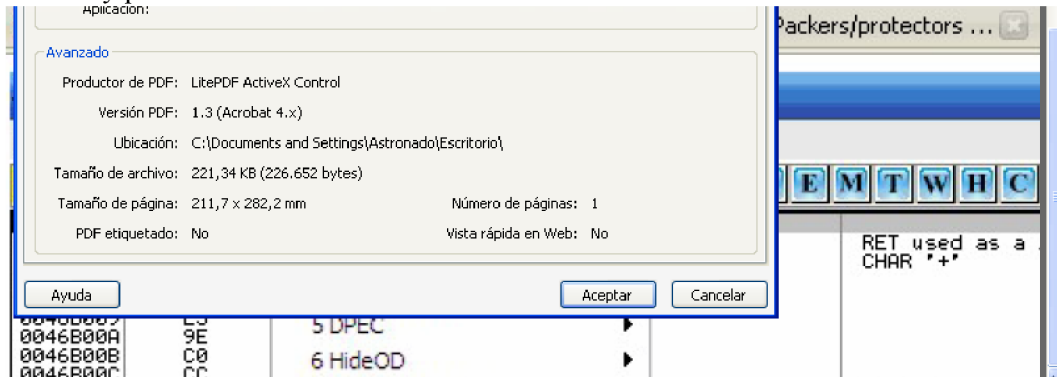 Aplicación:
Packers/protectors ...
Avanzado
Productor de PDF: LitePDF ActiveX Control
Versión PDF: 1.3 (Acrobat 4.x)
Ubicación: C:\Documents and Settings\Astronado\Escritorio\
Tamaño de archivo: 221,34 KB (226.652 bytes)
E M T W H C
Tamaño de página: 211,7 x 282,2 mm Número de páginas: 1
PDF etiquetado: No Vista rápida en Web: No
RET used as a
CHAR '+'
Ayuda Aceptar Cancelar
0046B009
5 DPEC
0046B00A 9E
0046B00B C0
6 HideOD
0046B00C CC